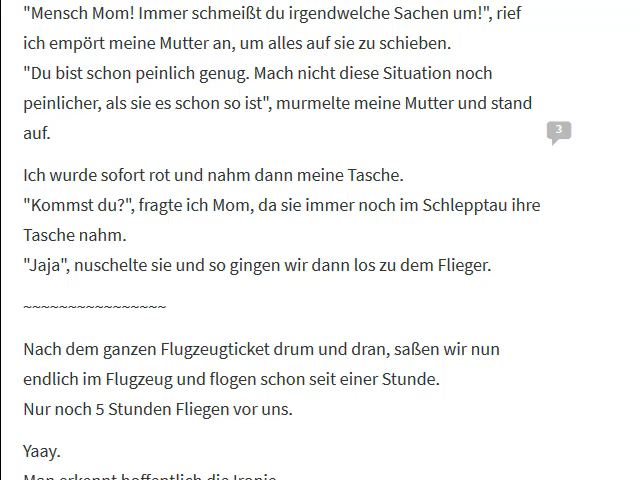 "Mensch Mom! Immer schmeißt du irgendwelche Sachen um!", rief
ich empört meine Mutter an, um alles auf sie zu schieben.
"Du bist schon peinlich genug. Mach nicht diese Situation noch
peinlicher, als sie es schon so ist", murmelte meine Mutter und stand
auf.
3
Ich wurde sofort rot und nahm dann meine Tasche.
"Kommst du?", fragte ich Mom, da sie immer noch im Schlepptau ihre
Tasche nahm.
"Jaja", nuschelte sie und so gingen wir dann los zu dem Flieger.
~~~~~~~~~~~~~~~~
Nach dem ganzen Flugzeugticket drum und dran, saßen wir nun
endlich im Flugzeug und flogen schon seit einer Stunde.
Nur noch 5 Stunden Fliegen vor uns.
Yaay.
Man erkennt hoffentlich die Ironie